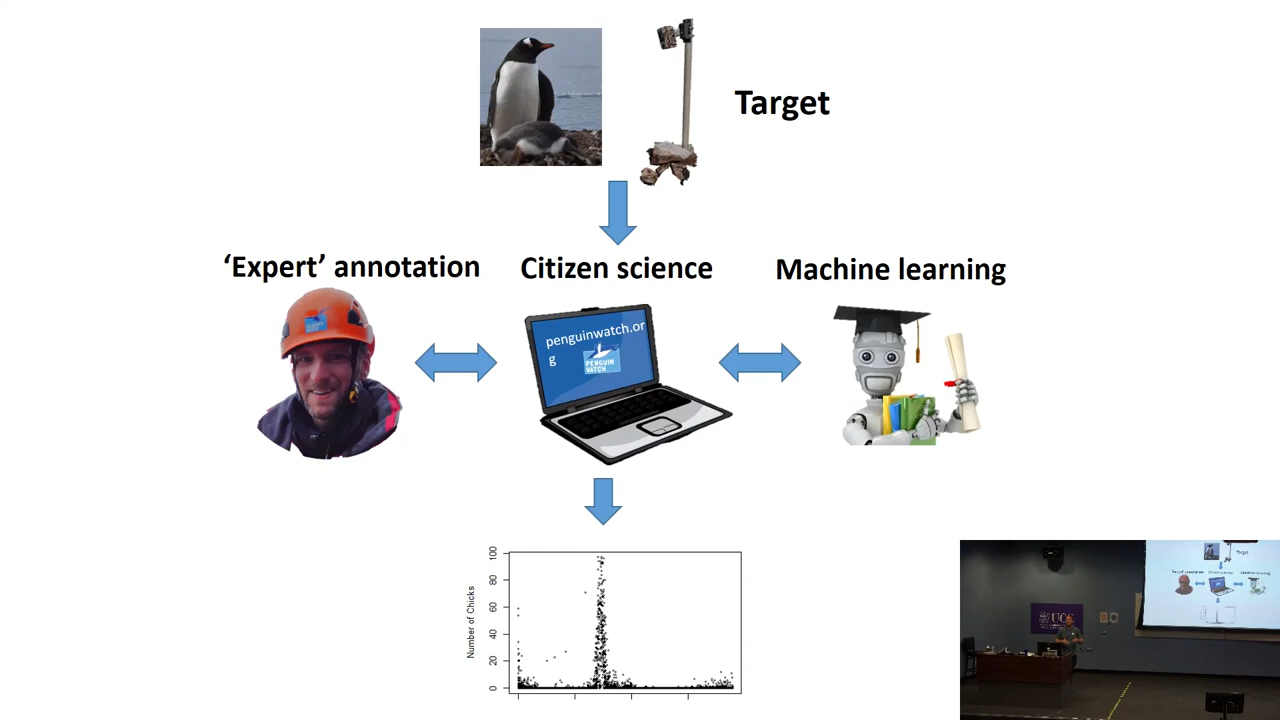 Target
‘Expert’ annotation
Citizen science
Machine learning
penguinwatch.or
g
PENGUIN
WATCH
Number of Chicks
100
80
60
40
20
0
Target